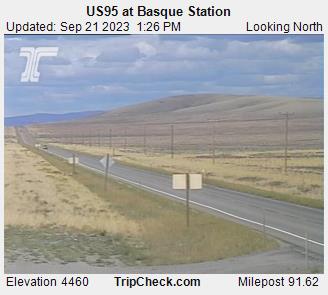 US95 at Basque Station
Updated: Sep 21 2023 1:26 PM Looking North
Elevation 4460 TripCheck.com Milepost 91.62